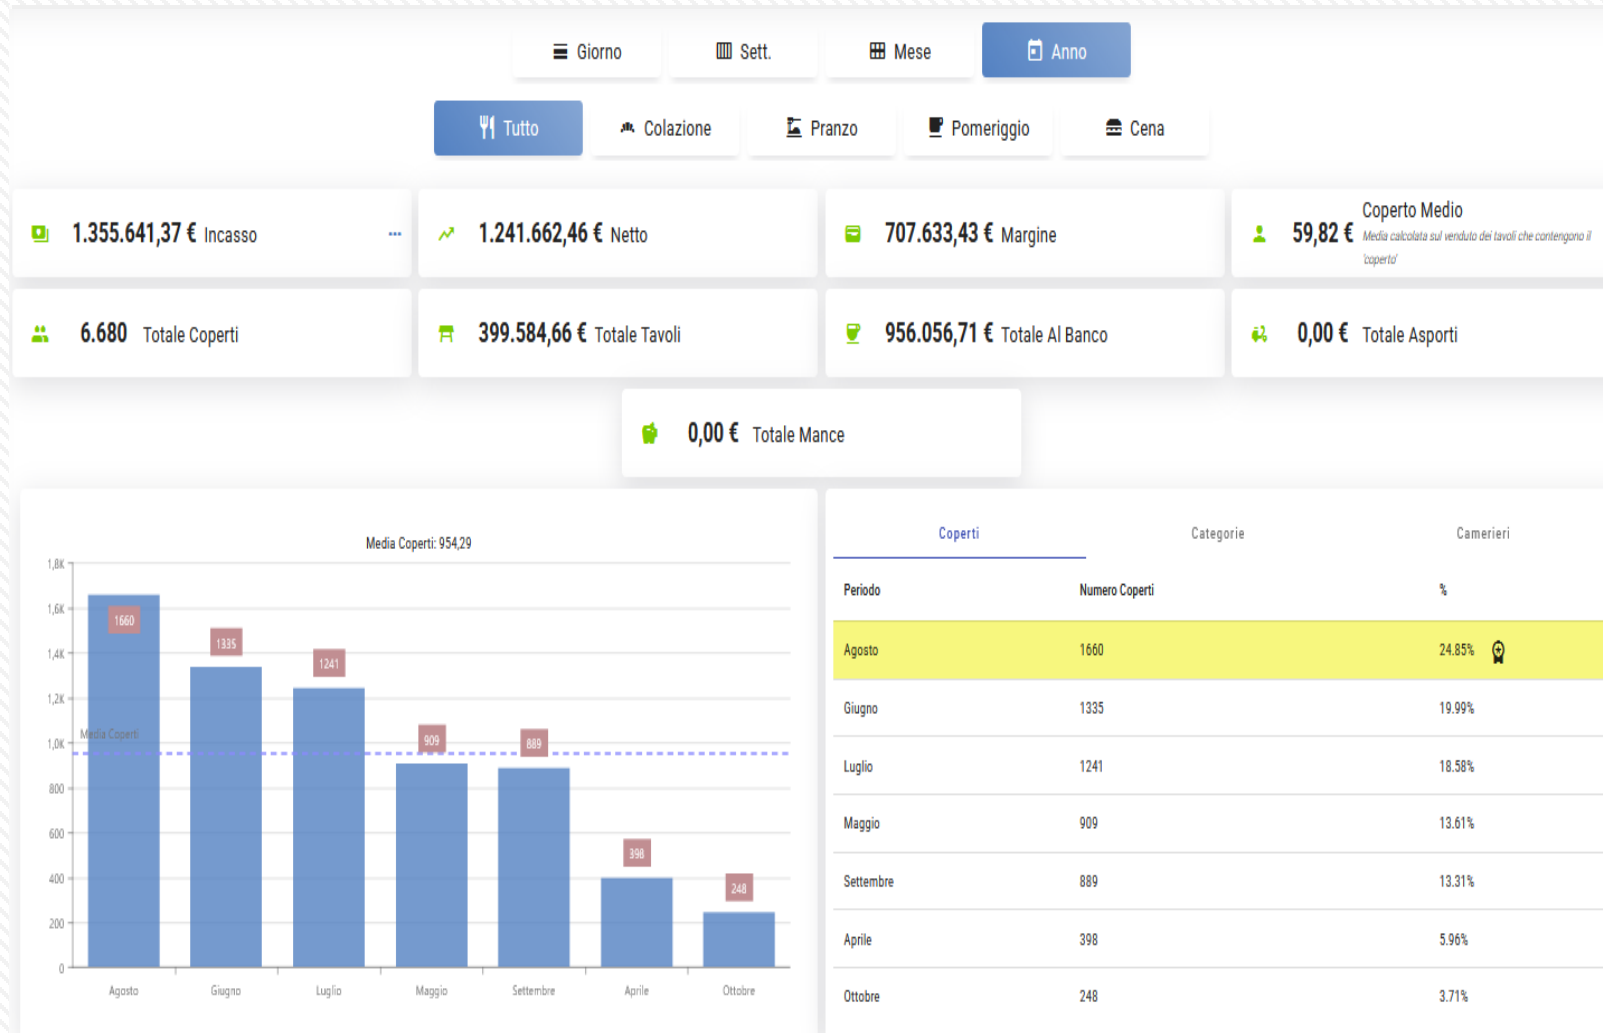 Giorno
Sett.
Mese
Anno
Tutto
Colazione
Pranzo
Pomeriggio
Cena
1.355.641,37 € Incasso
1.241.662,46 € Netto
707.633,43 € Margine
59,82 € Coperto Medio
Media calcolata sul venduto dei tavoli che contengono il
'coperto'
6.680 Totale Coperti
399.584,66 € Totale Tavoli
956.056,71 € Totale Al Banco
0,00 € Totale Asporti
0,00 € Totale Mance
Media Coperti: 954,29
1,8K
1,6K
1,4K
1,2K
1,0K
800
600
400
200
0
Media Coperti
1660
1335
1241
909
889
398
248
Agosto
Giugno
Luglio
Maggio
Settembre
Aprile
Ottobre
Coperti Categorie Camerieri
Periodo Numero Coperti %
Agosto 1660 24.85%
Giugno 1335 19.99%
Luglio 1241 18.58%
Maggio 909 13.61%
Settembre 889 13.31%
Aprile 398 5.96%
Ottobre 248 3.71%